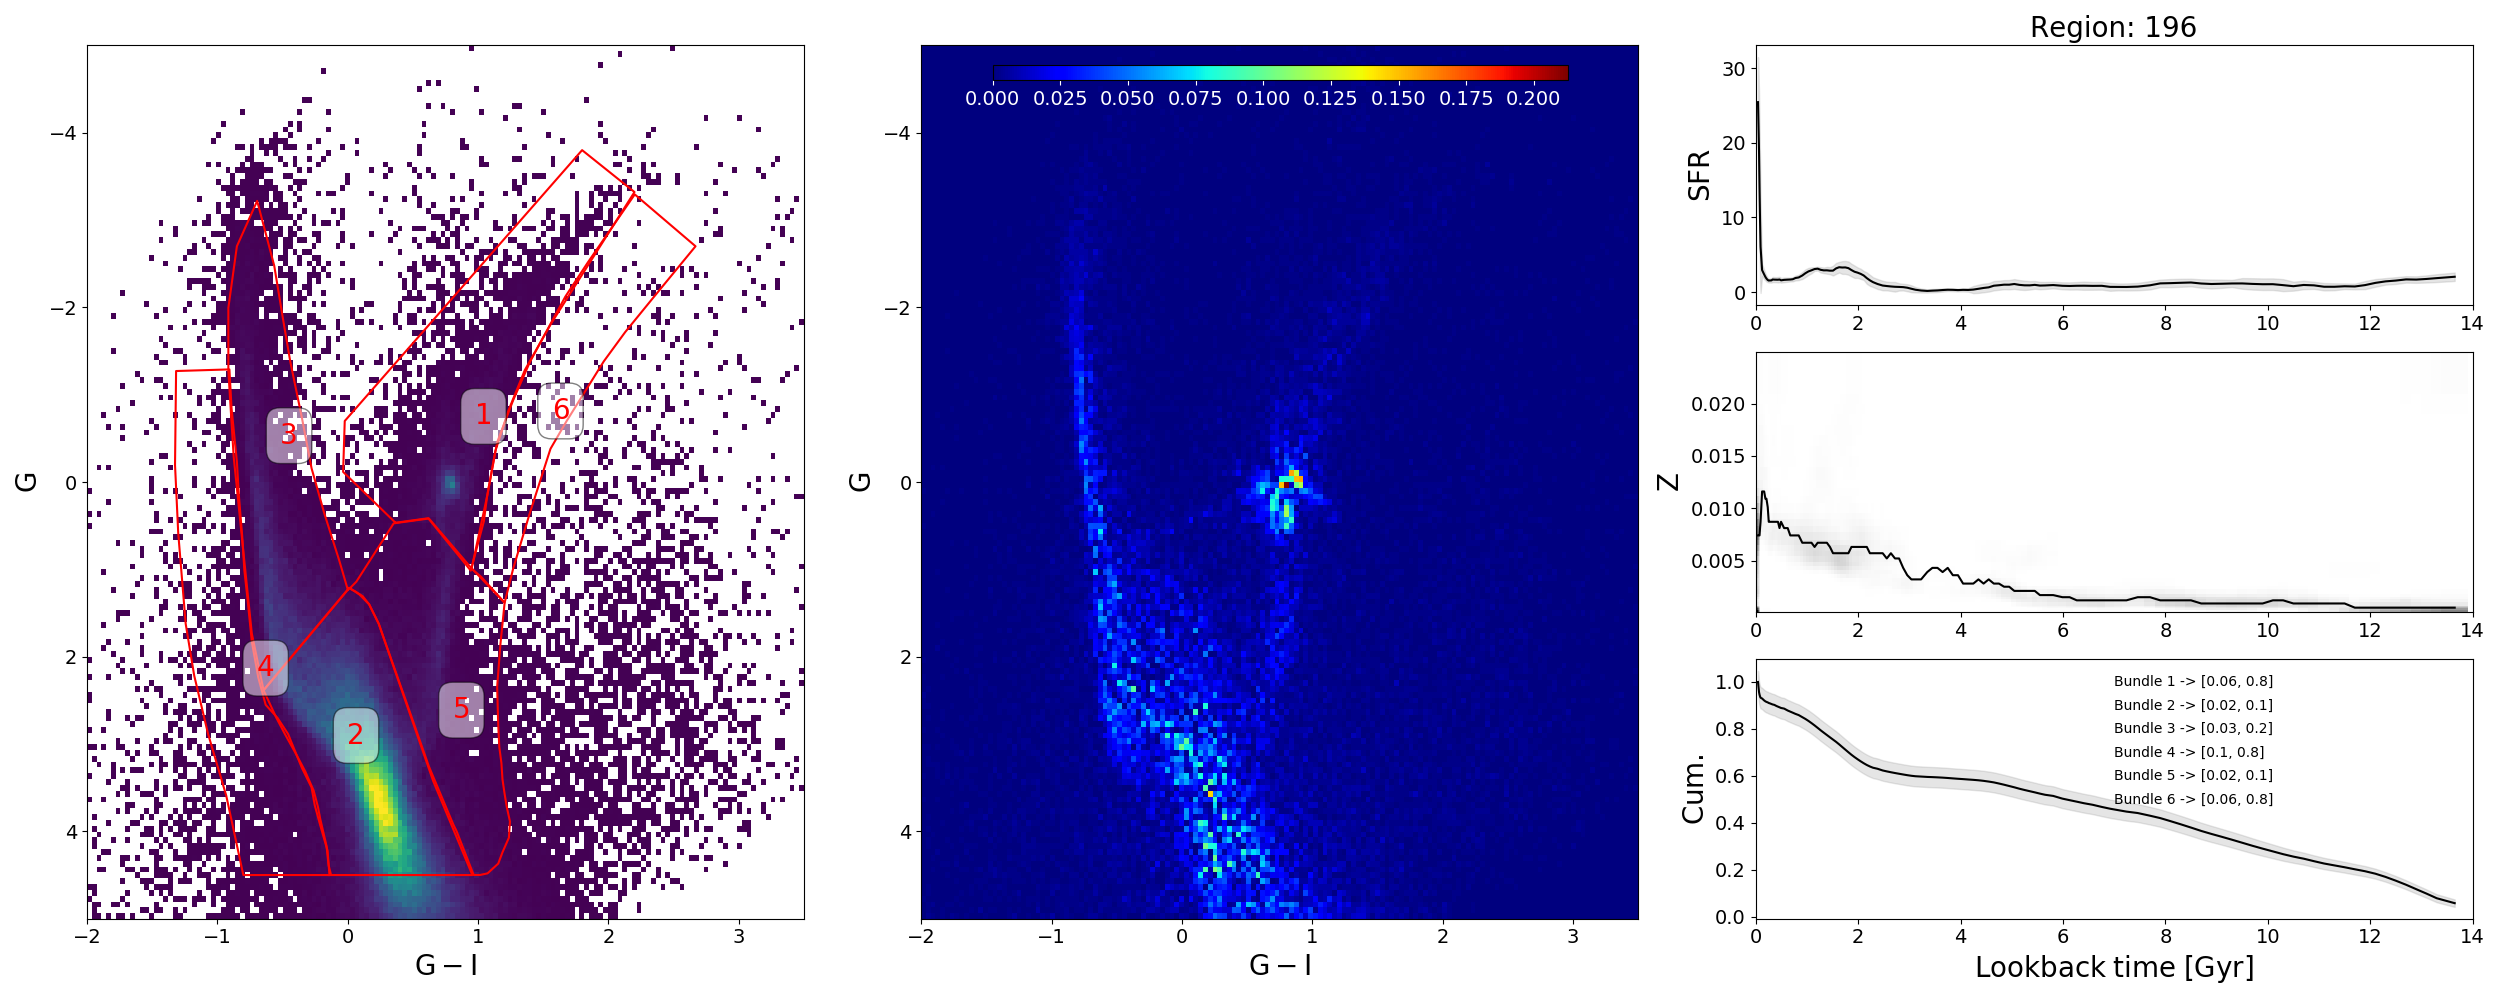 Region: 196
−4
−2
0
2
4
G
−2
−1
0
1
2
3
G − I
1
2
3
4
5
6
0.000 0.025 0.050 0.075 0.100 0.125 0.150 0.175 0.200
−4
−2
0
2
4
G
−2
−1
0
1
2
3
G − I
30
20
10
0
SFR
0 2 4 6 8 10 12 14
0.020
0.015
0.010
0.005
Z
0 2 4 6 8 10 12 14
1.0
0.8
0.6
0.4
0.2
0.0
Cum.
Bundle 1 -> [0.06, 0.8]
Bundle 2 -> [0.02, 0.1]
Bundle 3 -> [0.03, 0.2]
Bundle 4 -> [0.1, 0.8]
Bundle 5 -> [0.02, 0.1]
Bundle 6 -> [0.06, 0.8]
0 2 4 6 8 10 12 14
Lookback time [Gyr]